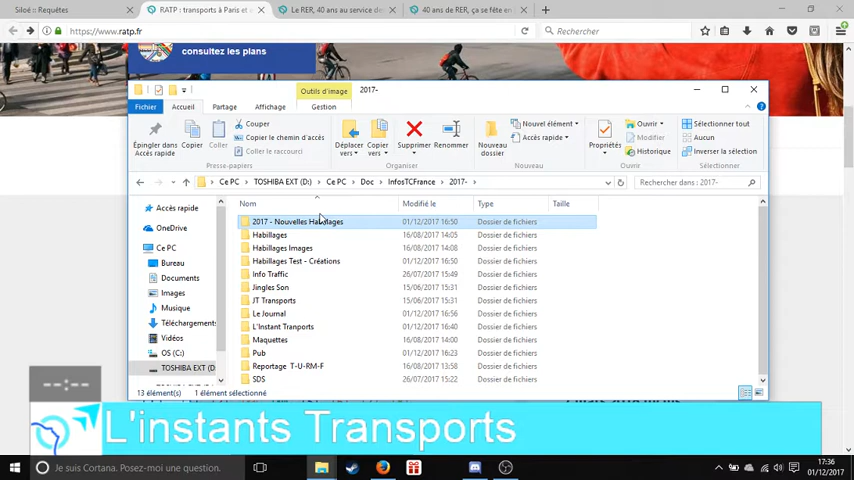 Siloé – Requêtes
RATP : transports à Paris et a
Le RER, 40 ans au service de
40 ans de RER, ça se fête en
https://www.ratp.fr
Rechercher
consultez les plans
Outils d'image
2017-
Fichier
Accueil
Partage
Affichage
Gestion
Épingler dans Accès rapide
Copier
Coller
Couper
Copier le chemin d'accès
Coller le raccourci
Presse-papiers
Déplacer vers
Copier vers
Supprimer
Renommer
Organiser
Nouveau dossier
Nouvel élément
Accès rapide
Nouveau
Propriétés
Ouvrir
Modifier
Historique
Ouvrir
Sélectionner tout
Aucun
Inverser la sélection
Sélectionner
Ce PC > TOSHIBA EXT (D:) > Ce PC > Doc > InfosTCFrance > 2017- >
Rechercher dans : 2017-
Nom Modifié le Type Taille
Accès rapide
OneDrive
Ce PC
Bureau
Documents
Images
Musique
Téléchargements
Vidéos
OS (C:)
TOSHIBA EXT (D
2017 - Nouvelles Habillages 01/12/2017 16:50 Dossier de fichiers
Habillages 16/08/2017 14:05 Dossier de fichiers
Habillages Images 16/08/2017 14:08 Dossier de fichiers
Habillages Test - Créations 01/12/2017 16:50 Dossier de fichiers
Info Traffic 26/07/2017 15:49 Dossier de fichiers
Jingles Son 15/06/2017 15:31 Dossier de fichiers
JT Transports 15/06/2017 15:31 Dossier de fichiers
Le Journal 01/12/2017 16:56 Dossier de fichiers
L'Instant Tranports 01/12/2017 16:40 Dossier de fichiers
Maquettes 16/08/2017 14:00 Dossier de fichiers
Pub 01/12/2017 16:23 Dossier de fichiers
Reportage T-U-RM-F 16/08/2017 13:58 Dossier de fichiers
SDS 26/07/2017 15:22 Dossier de fichiers
13 élément(s) 1 élément sélectionné
--:--
L'instants Transports
Je suis Cortana. Posez-moi une question.
17:36
01/12/2017